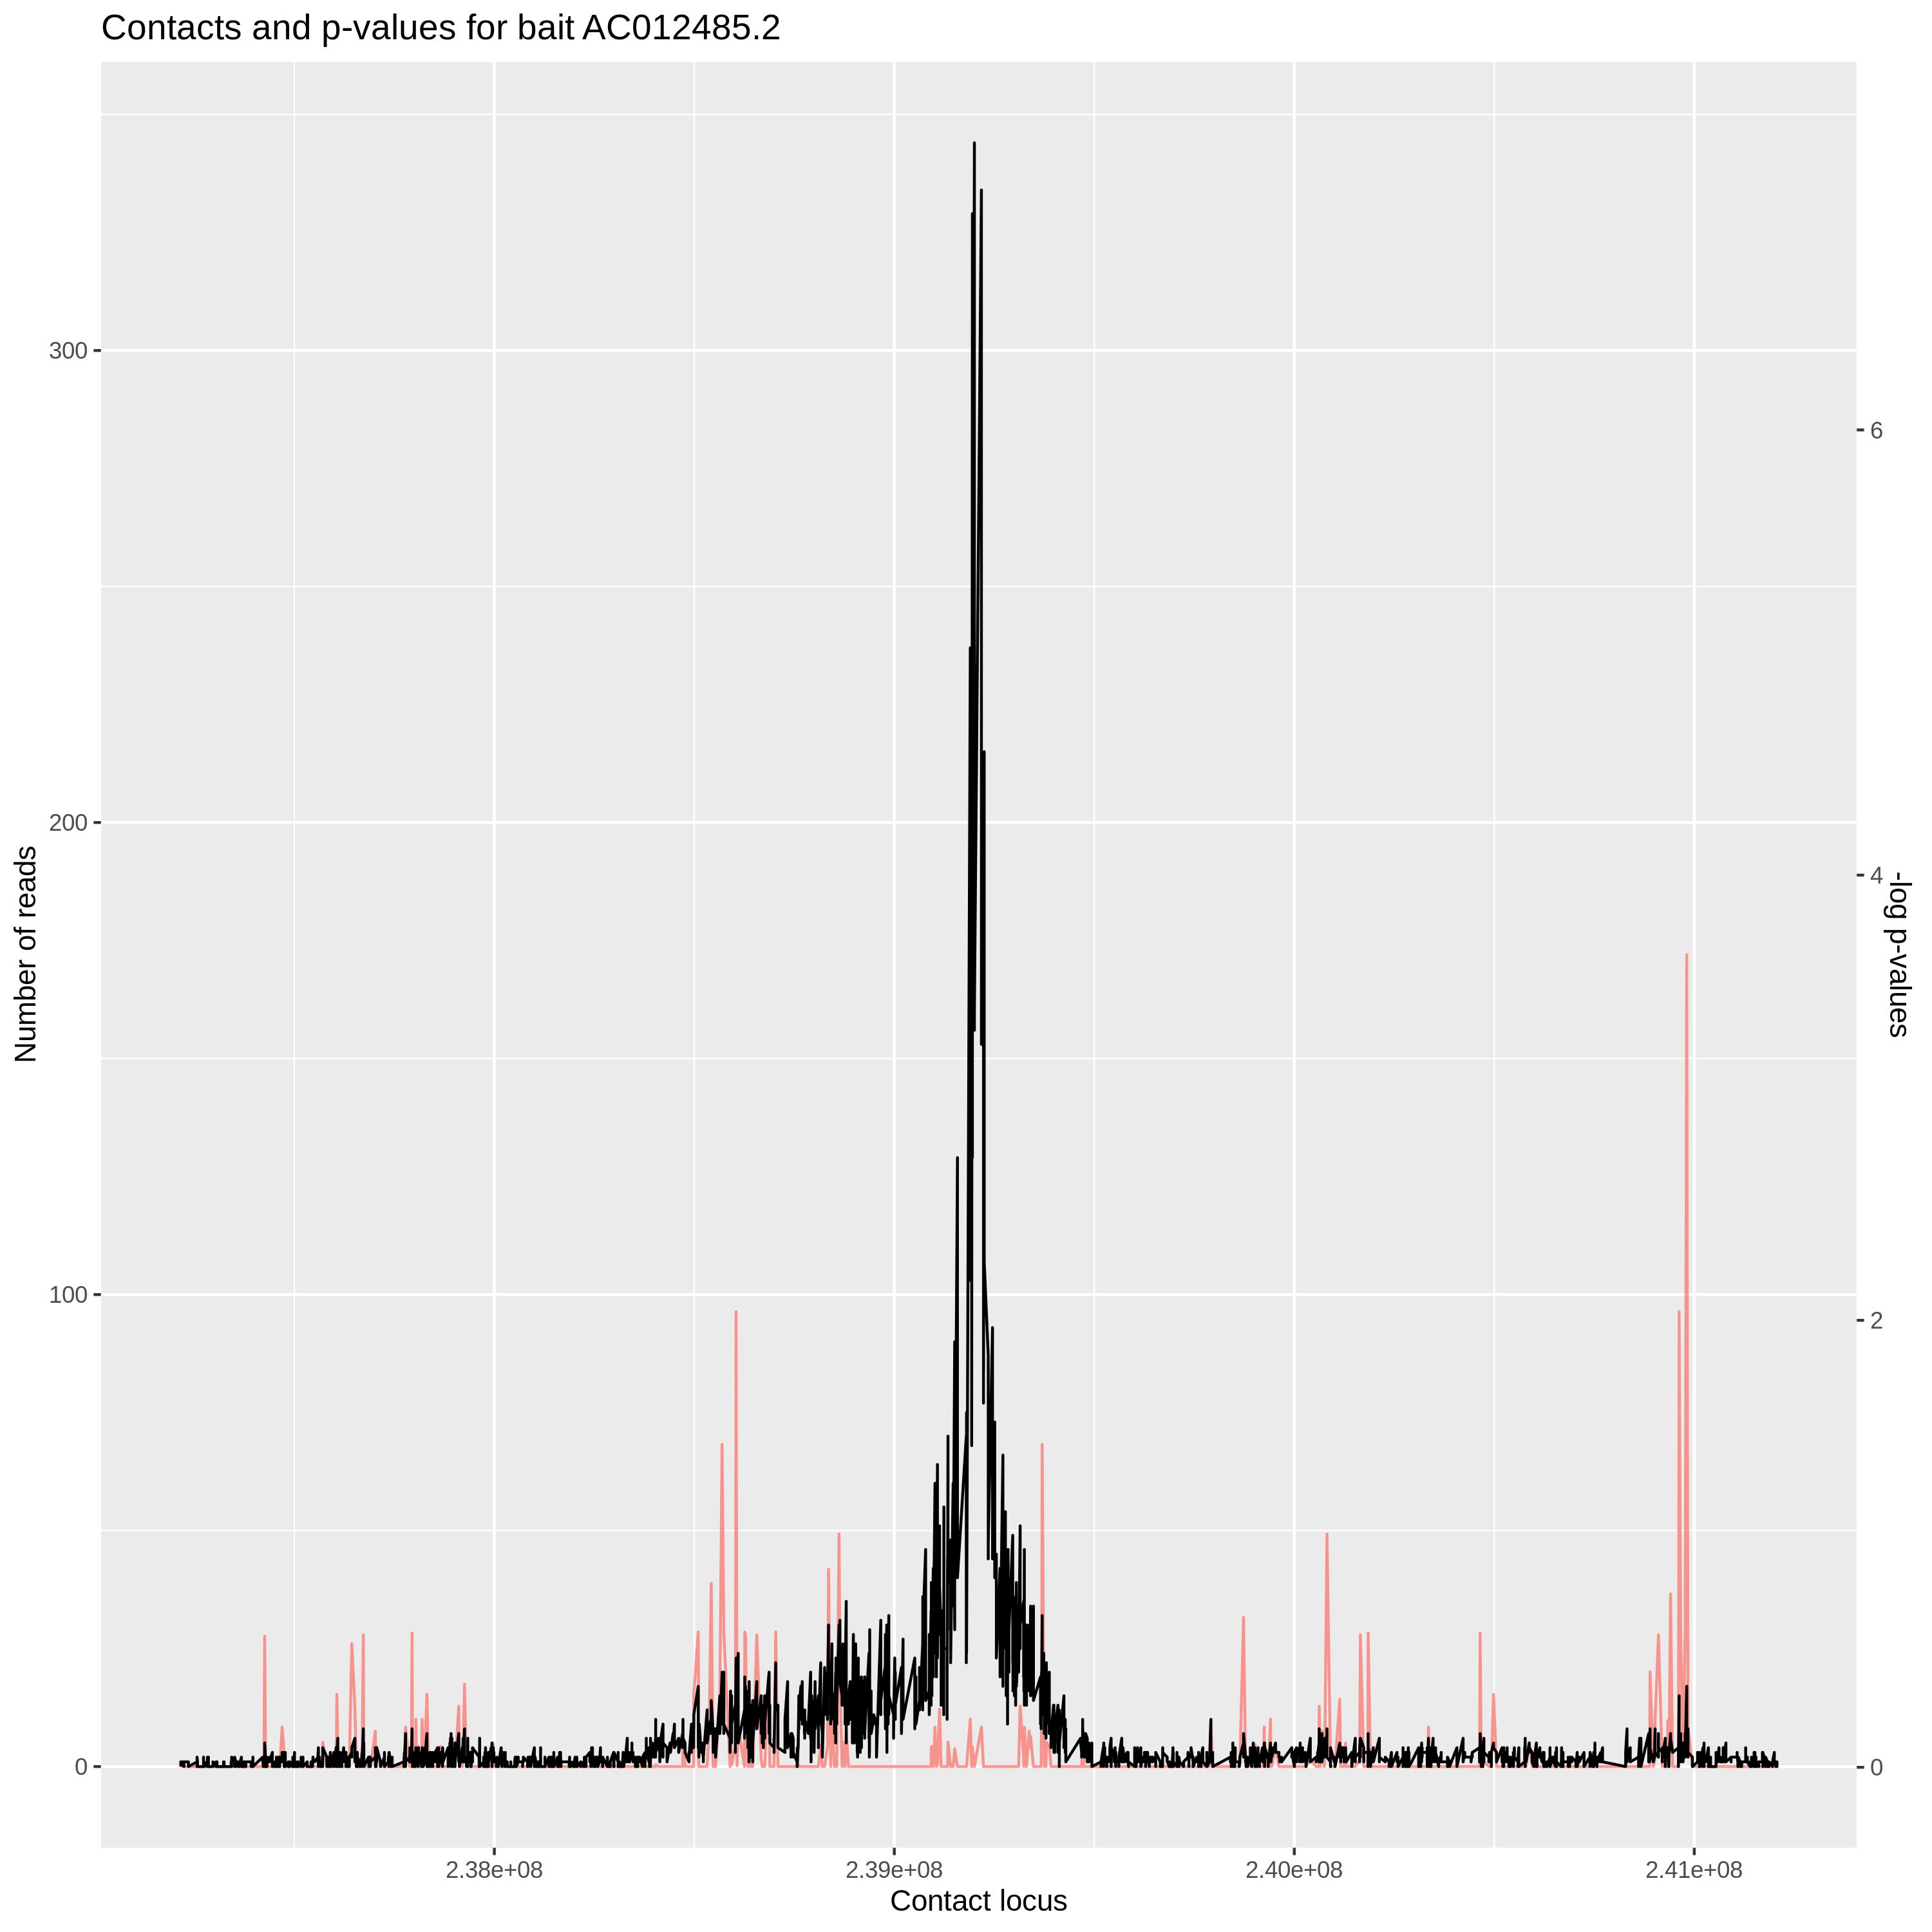 Contacts and p-values for bait AC012485.2
Number of reads
300
200
100
0
6
4
2
0
-log p-values
2.38e+08
2.39e+08
2.40e+08
2.41e+08
Contact locus